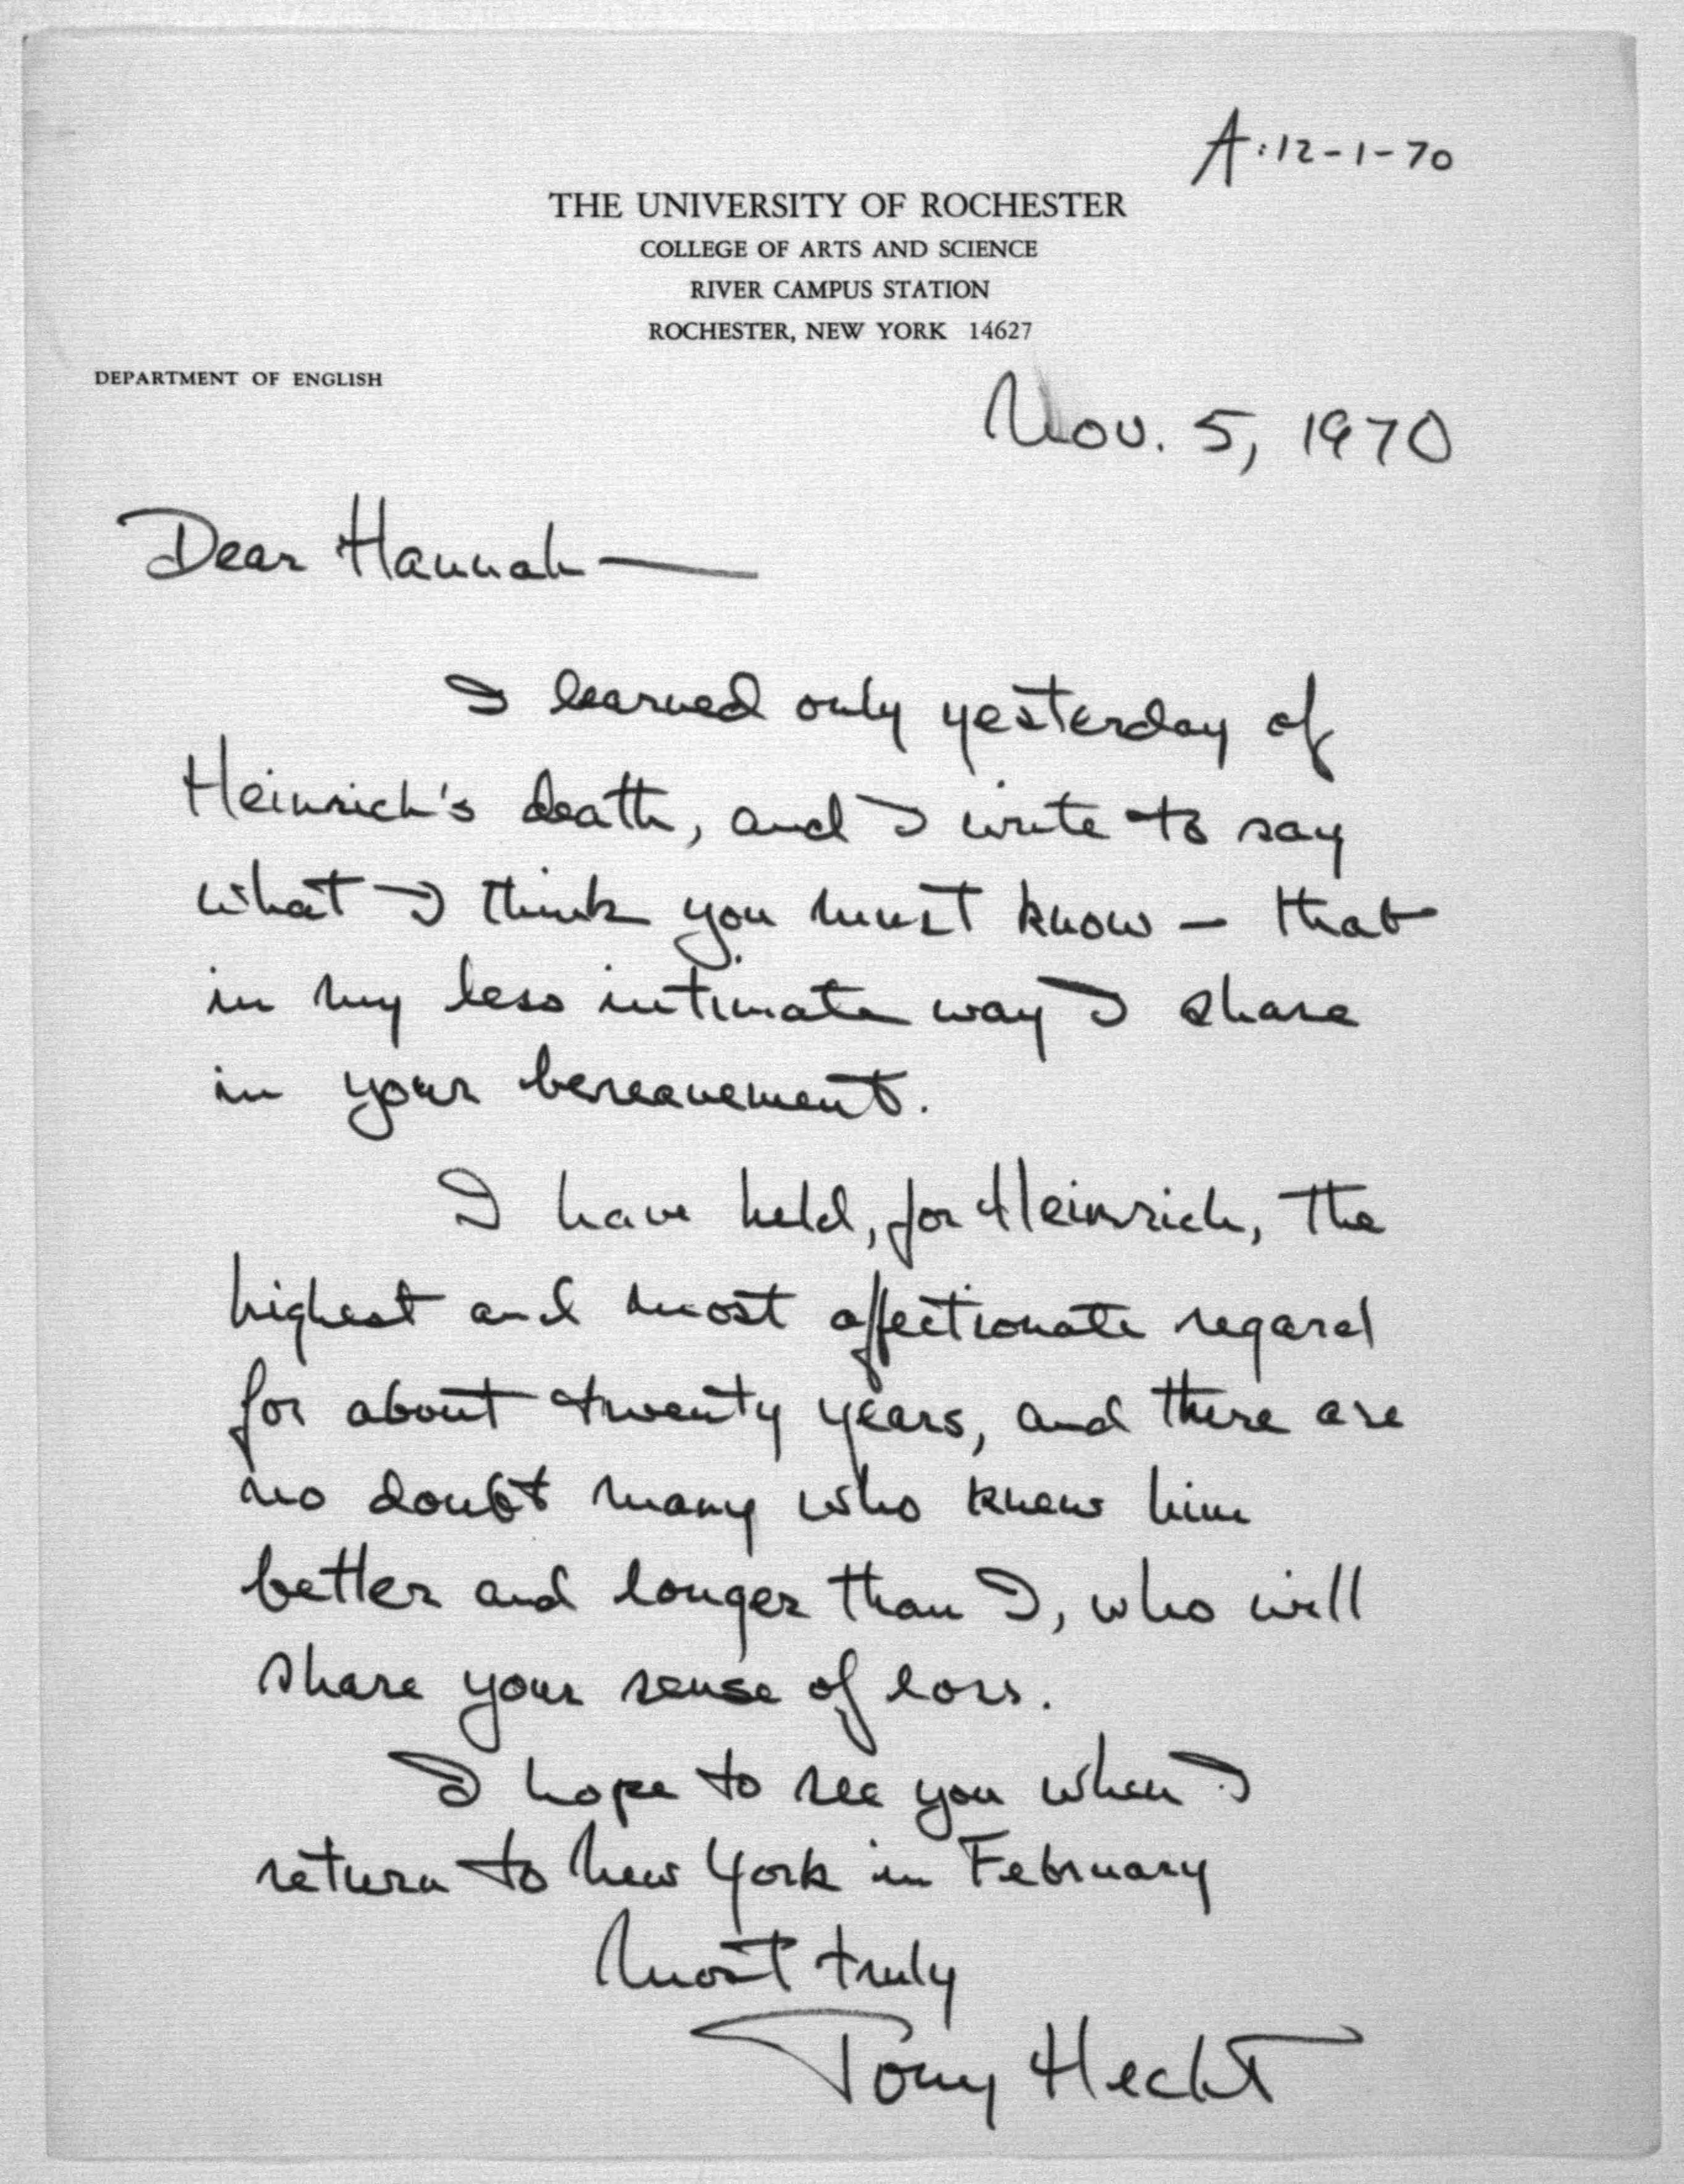 A:12-1-70
THE UNIVERSITY OF ROCHESTER
COLLEGE OF ARTS AND SCIENCE
RIVER CAMPUS STATION
ROCHESTER, NEW YORK 14627
DEPARTMENT OF ENGLISH
Nov. 5, 1970
Dear Hannah —
I learned only yesterday of
Heinrich's death, and I write to say
what I think you must know — that
in my less intimate way I share
in your bereavement.
I have held, for Heinrich, the
highest and most affectionate regard
for about twenty years, and there are
no doubt many who knew him
better and longer than I, who will
share your sense of loss.
I hope to see you when I
return to New York in February
Most truly
Tony Hecht